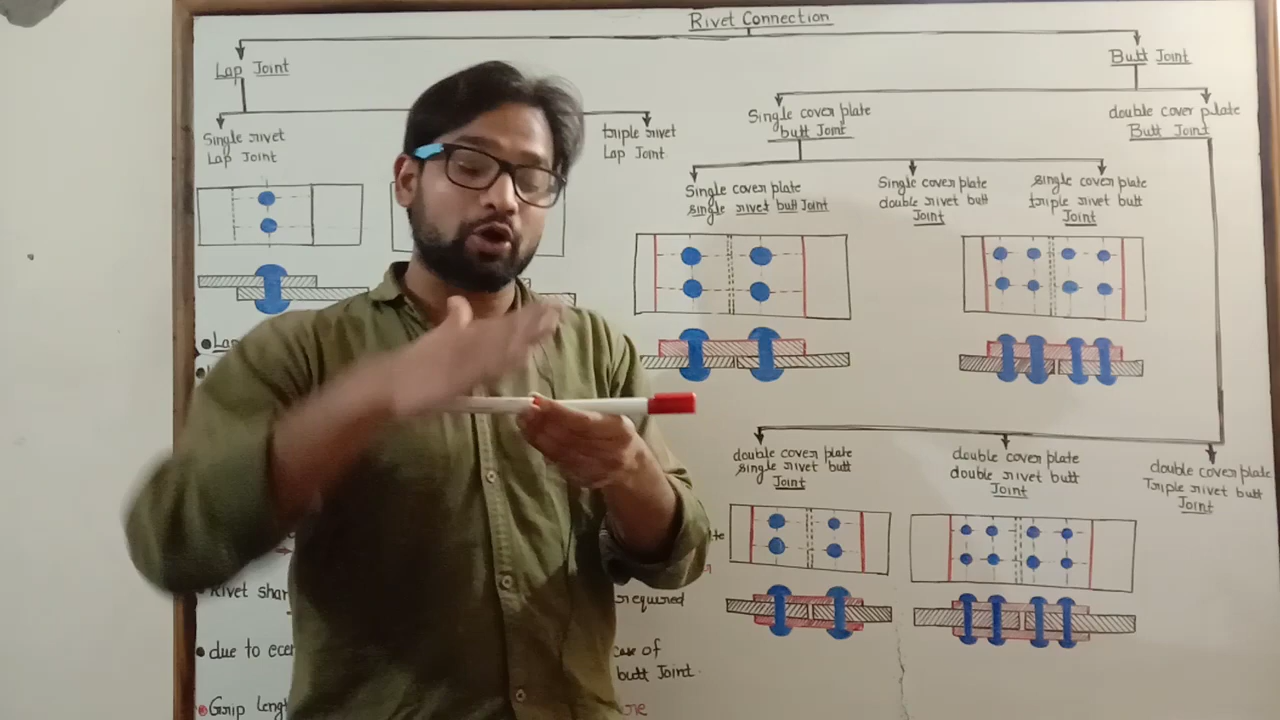 Rivet Connection
Lap Joint
Butt Joint
Single rivet
Lap Joint
triple rivet
Lap Joint
Single cover plate
butt Joint
double cover plate
Butt Joint
Single cover plate
single rivet butt Joint
Single cover plate
double rivet butt
Joint
single cover plate
triple rivet butt
Joint
double cover plate
single rivet butt
Joint
double cover plate
double rivet butt
Joint
double cover plate
Triple rivet butt
Joint
Rivet
required
due to
case of
butt Joint.
Grip